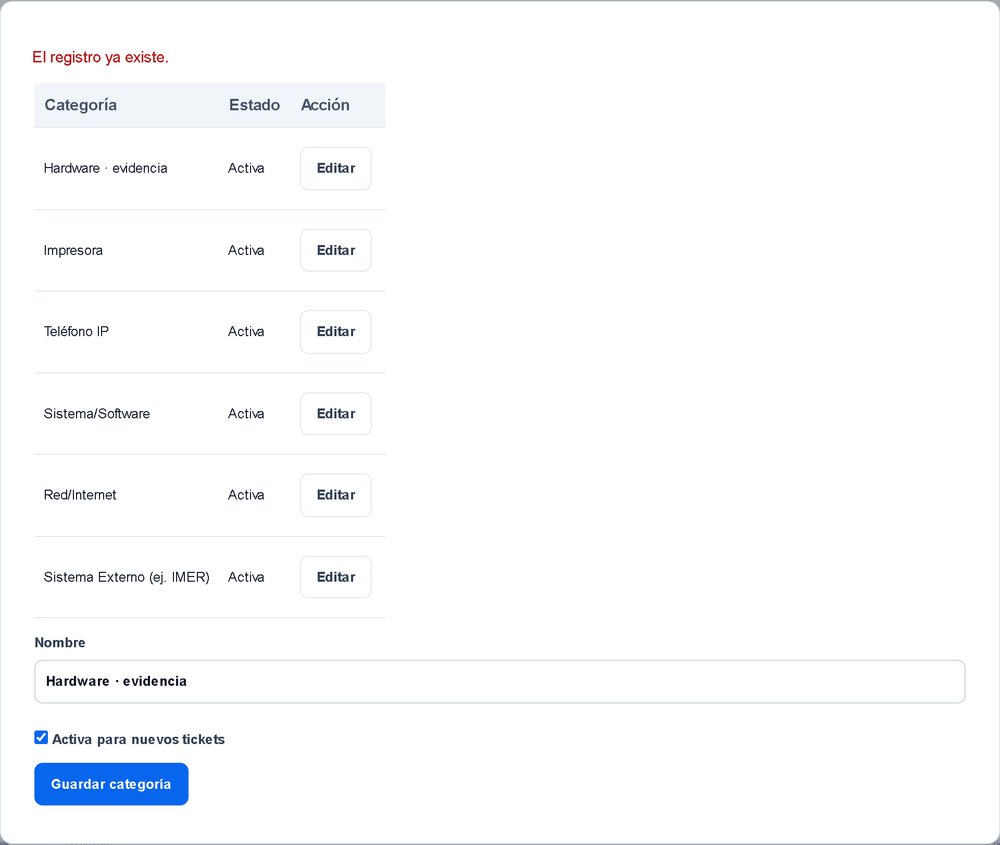 El registro ya existe.
Categoría Estado Acción
Hardware · evidencia Activa Editar
Impresora Activa Editar
Teléfono IP Activa Editar
Sistema/Software Activa Editar
Red/Internet Activa Editar
Sistema Externo (ej. IMER) Activa Editar
Nombre
Hardware · evidencia
Activa para nuevos tickets
Guardar categoría